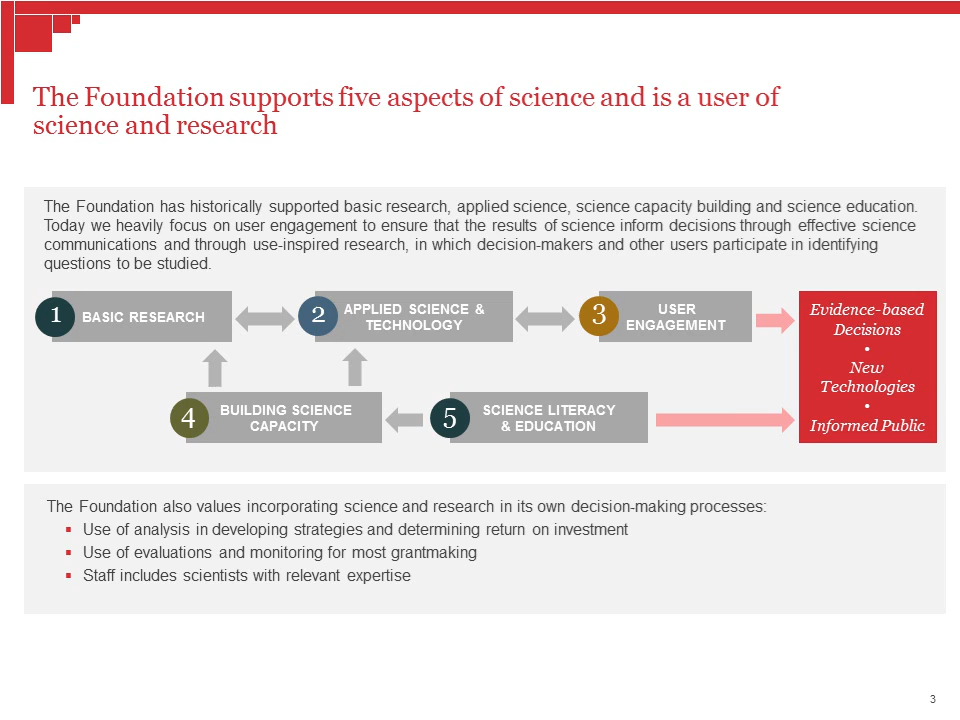 The Foundation supports five aspects of science and is a user of
science and research
The Foundation has historically supported basic research, applied science, science capacity building and science education.
Today we heavily focus on user engagement to ensure that the results of science inform decisions through effective science
communications and through use-inspired research, in which decision-makers and other users participate in identifying
questions to be studied.
1 BASIC RESEARCH
2 APPLIED SCIENCE &
TECHNOLOGY
3 USER
ENGAGEMENT
4 BUILDING SCIENCE
CAPACITY
5 SCIENCE LITERACY
& EDUCATION
Evidence-based
Decisions
•
New
Technologies
•
Informed Public
The Foundation also values incorporating science and research in its own decision-making processes:
▪ Use of analysis in developing strategies and determining return on investment
▪ Use of evaluations and monitoring for most grantmaking
▪ Staff includes scientists with relevant expertise
3